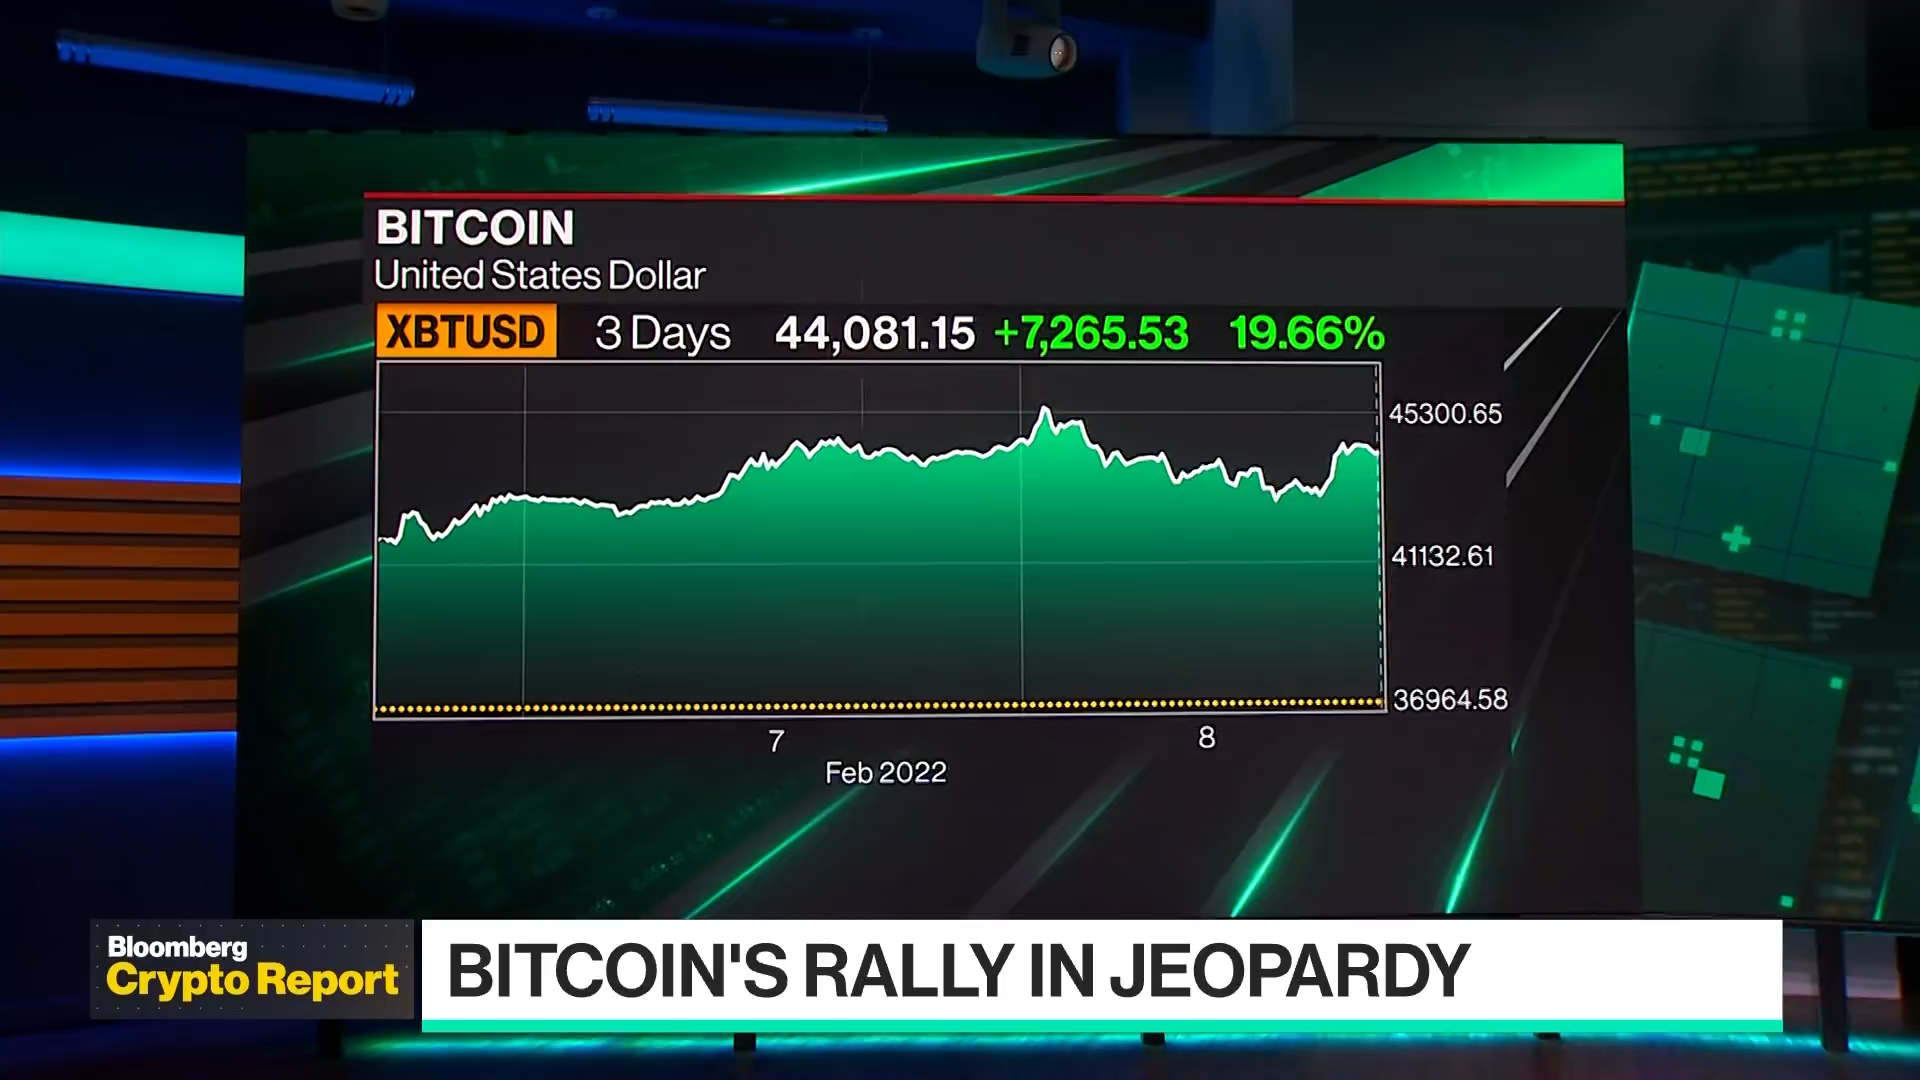 BITCOIN
United States Dollar
XBTUSD 3 Days 44,081.15 +7,265.53 19.66%
45300.65
41132.61
36964.58
7 8
Feb 2022
Bloomberg
Crypto Report
BITCOIN'S RALLY IN JEOPARDY